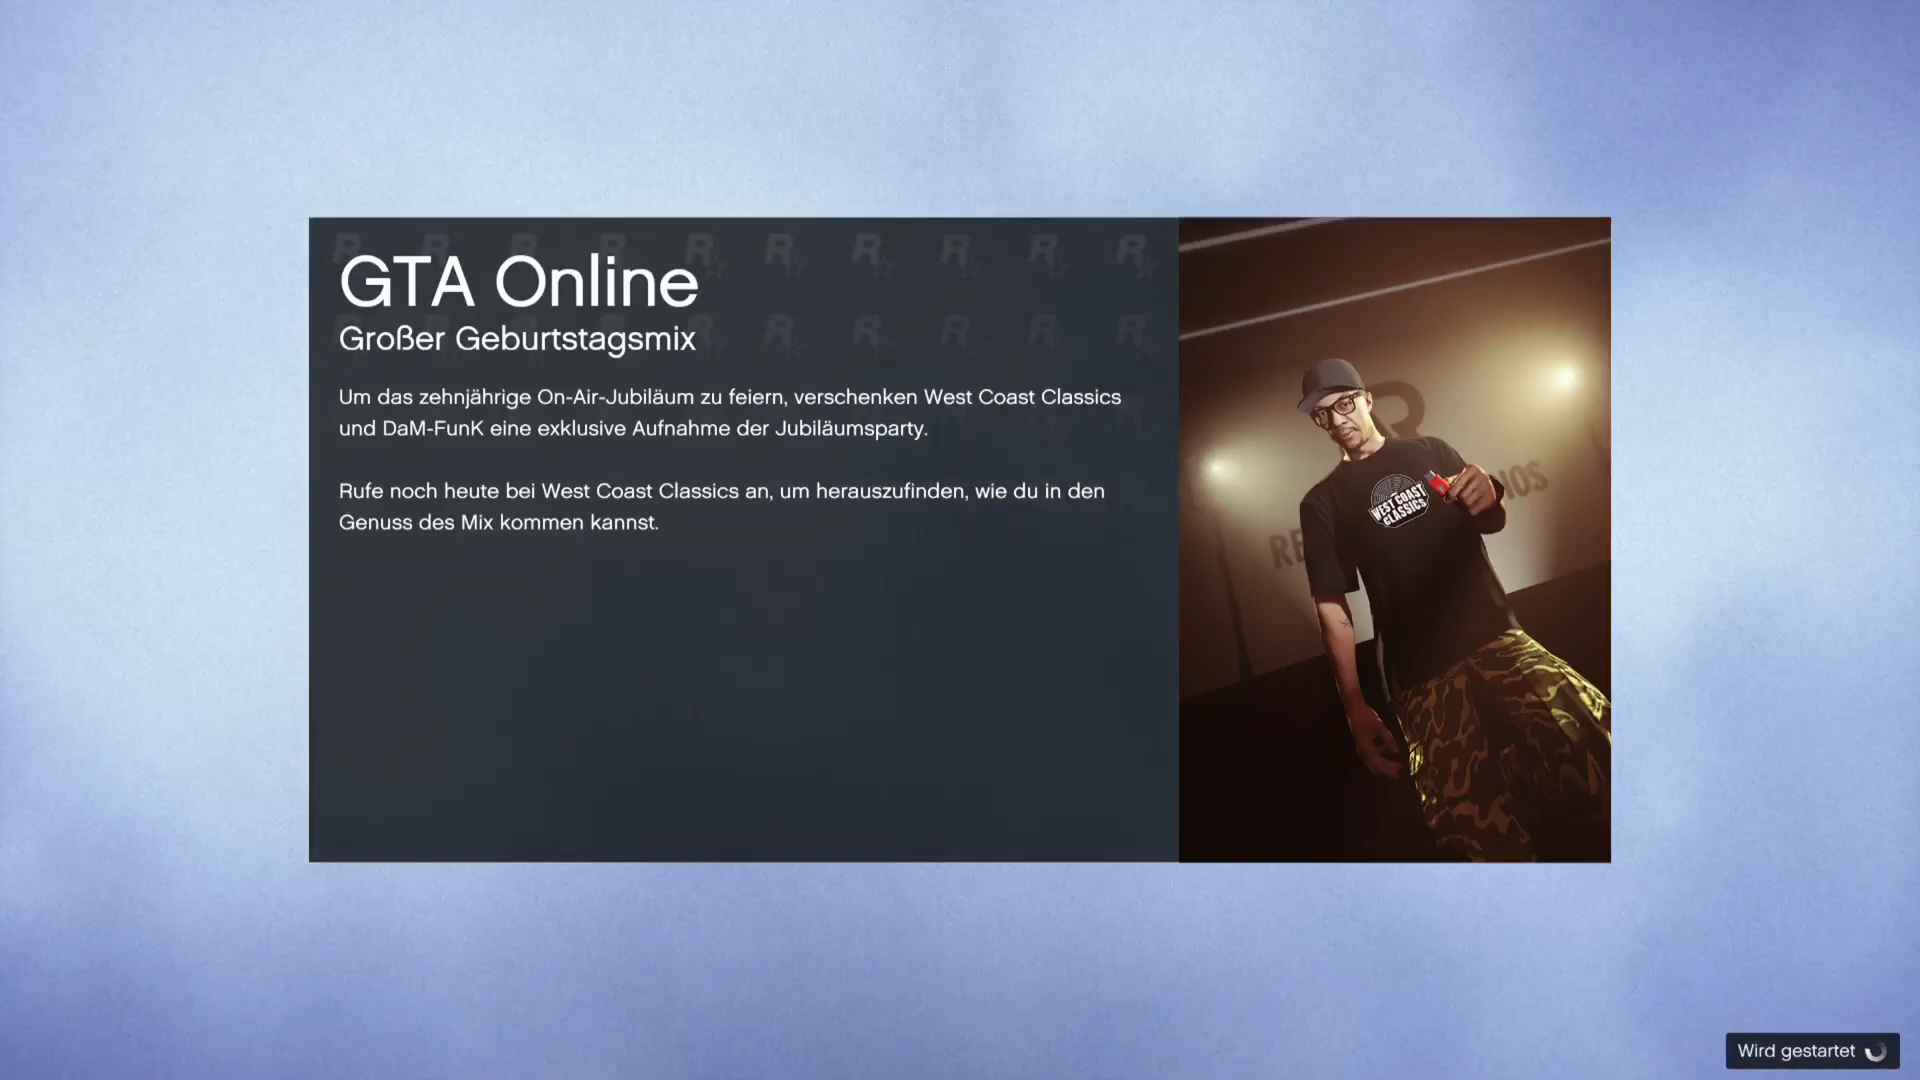 GTA Online
Großer Geburtstagsmix
Um das zehnjährige On-Air-Jubiläum zu feiern, verschenken West Coast Classics
und DaM-FunK eine exklusive Aufnahme der Jubiläumsparty.
Rufe noch heute bei West Coast Classics an, um herauszufinden, wie du in den
Genuss des Mix kommen kannst.
WEST COAST
CLASSICS
Wird gestartet